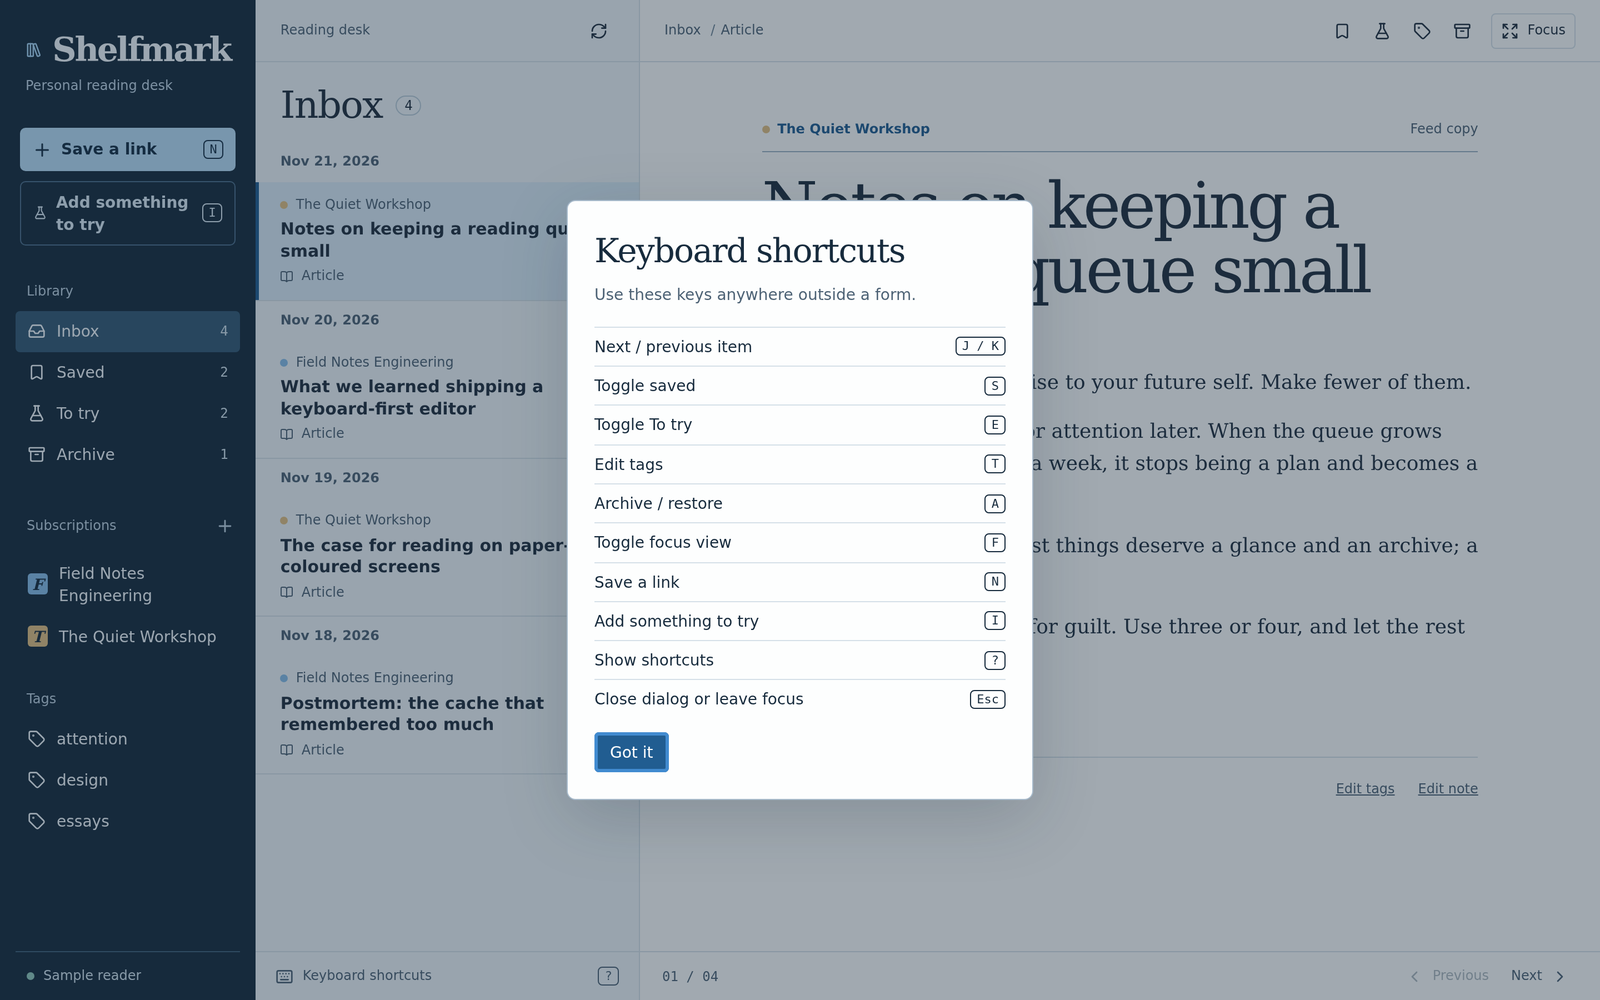 Shelfmark
Personal reading desk
Save a link N
Add something
to try I
Library
Inbox 4
Saved 2
To try 2
Archive 1
Subscriptions
F Field Notes
Engineering
T The Quiet Workshop
Tags
attention
design
essays
Sample reader
Reading desk
Inbox 4
Nov 21, 2026
The Quiet Workshop
Notes on keeping a reading qu
small
Article
Nov 20, 2026
Field Notes Engineering
What we learned shipping a
keyboard-first editor
Article
Nov 19, 2026
The Quiet Workshop
The case for reading on paper-
coloured screens
Article
Nov 18, 2026
Field Notes Engineering
Postmortem: the cache that
remembered too much
Article
Keyboard shortcuts ?
Inbox / Article
Focus
The Quiet Workshop Feed copy
Notes on keeping a
queue small
ise to your future self. Make fewer of them.
or attention later. When the queue grows
a week, it stops being a plan and becomes a
st things deserve a glance and an archive; a
for guilt. Use three or four, and let the rest
Edit tags Edit note
01 / 04
Previous Next
Keyboard shortcuts
Use these keys anywhere outside a form.
Next / previous item J / K
Toggle saved S
Toggle To try E
Edit tags T
Archive / restore A
Toggle focus view F
Save a link N
Add something to try I
Show shortcuts ?
Close dialog or leave focus Esc
Got it